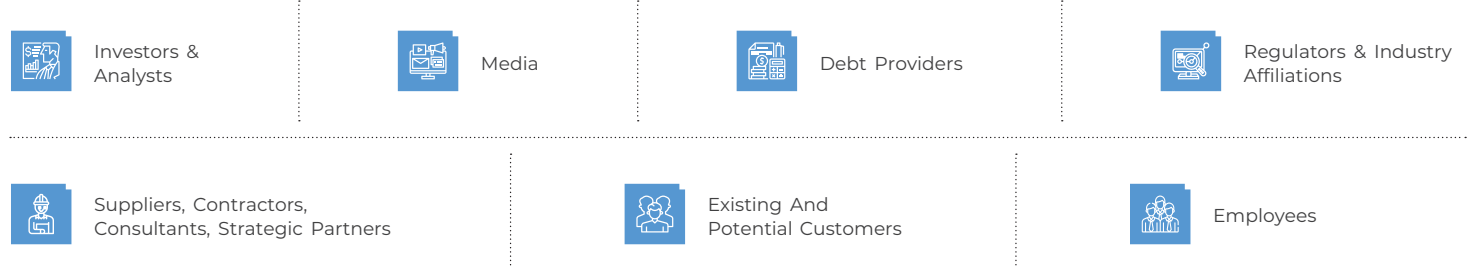 Investors &
Analysts
Media
Debt Providers
Regulators & Industry
Affiliations
Suppliers, Contractors,
Consultants, Strategic Partners
Existing And
Potential Customers
Employees